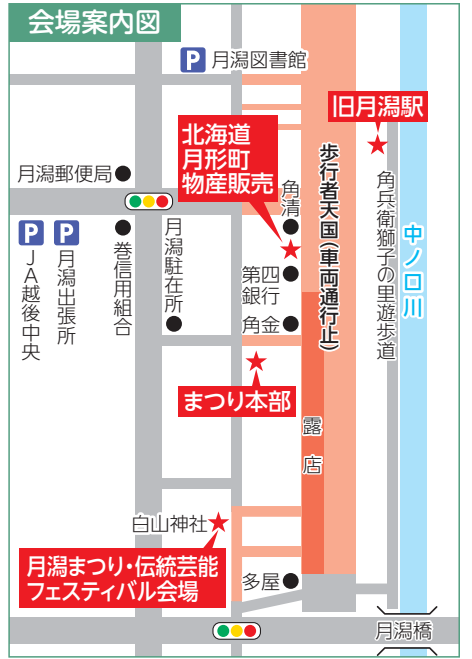 会場案内図
P 月潟図書館
旧月潟駅
北海道
月形町
物産販売
歩行者天国(車両通行止)
月潟郵便局
角清
角兵衛獅子の里遊歩道
中ノ口川
P
JA越後中央
P
月潟出張所
巻信用組合
月潟駐在所
第四
銀行
角金
まつり本部
露店
白山神社
月潟まつり・伝統芸能
フェスティバル会場
多屋
月潟橋